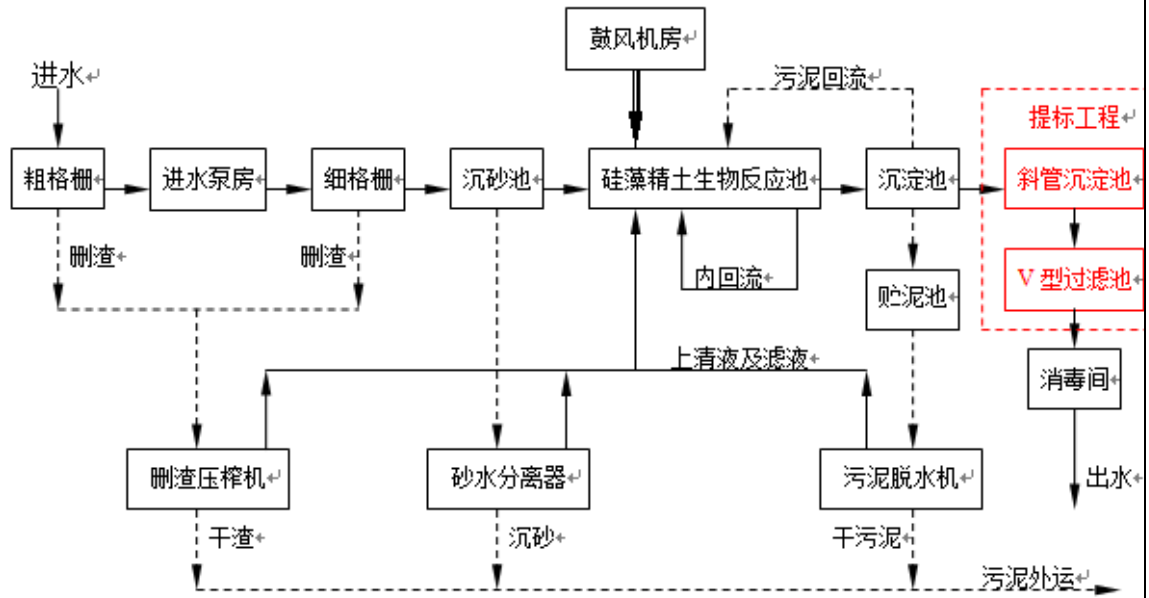 鼓风机房
进水
污泥回流
提标工程
粗格栅
进水泵房
细格栅
沉砂池
硅藻精土生物反应池
沉淀池
斜管沉淀池
删渣
删渣
内回流
贮泥池
V 型过滤池
上清液及滤液
消毒间
删渣压榨机
砂水分离器
污泥脱水机
出水
干渣
沉砂
干污泥
污泥外运